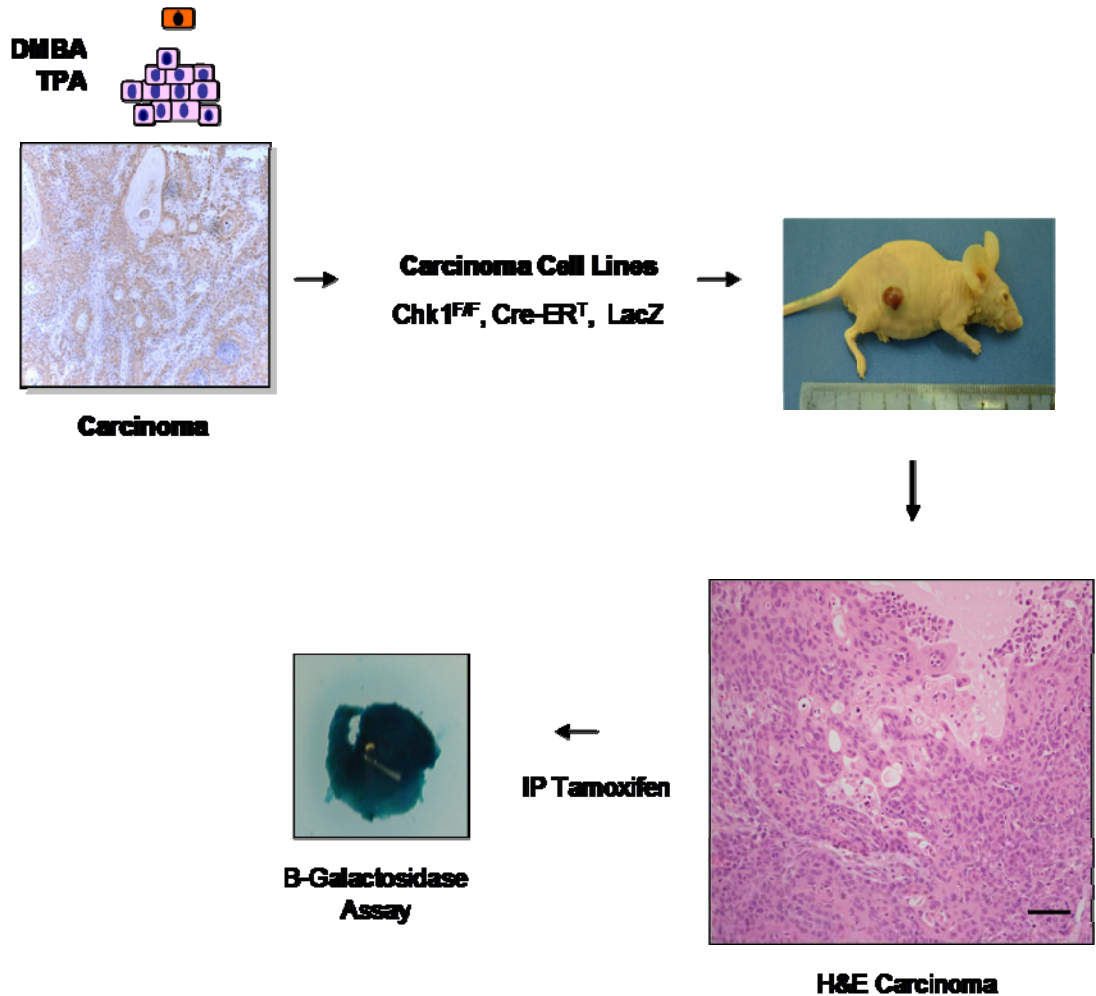 DMBA
TPA
Carcinoma
Carcinoma Cell Lines
Chk1F/F, Cre-ERT, LacZ
IP Tamoxifen
B-Galactosidase
Assay
H&E Carcinoma